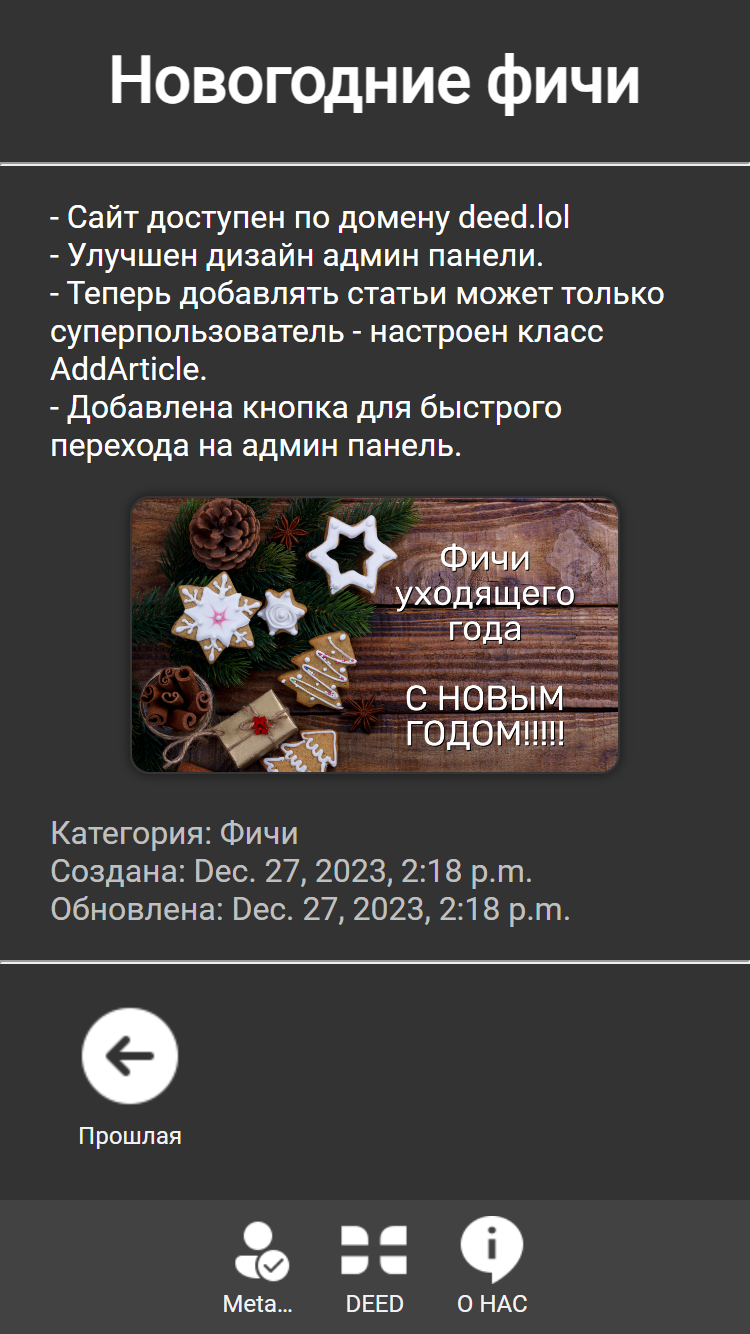 Новогодние фичи
- Сайт доступен по домену deed.lol
- Улучшен дизайн админ панели.
- Теперь добавлять статьи может только
суперпользователь - настроен класс
AddArticle.
- Добавлена кнопка для быстрого
перехода на админ панель.
Фичи
уходящего
года
С НОВЫМ
ГОДОМ!!!!!
Категория: Фичи
Создана: Dec. 27, 2023, 2:18 p.m.
Обновлена: Dec. 27, 2023, 2:18 p.m.
Прошлая
Meta...
DEED
О НАС